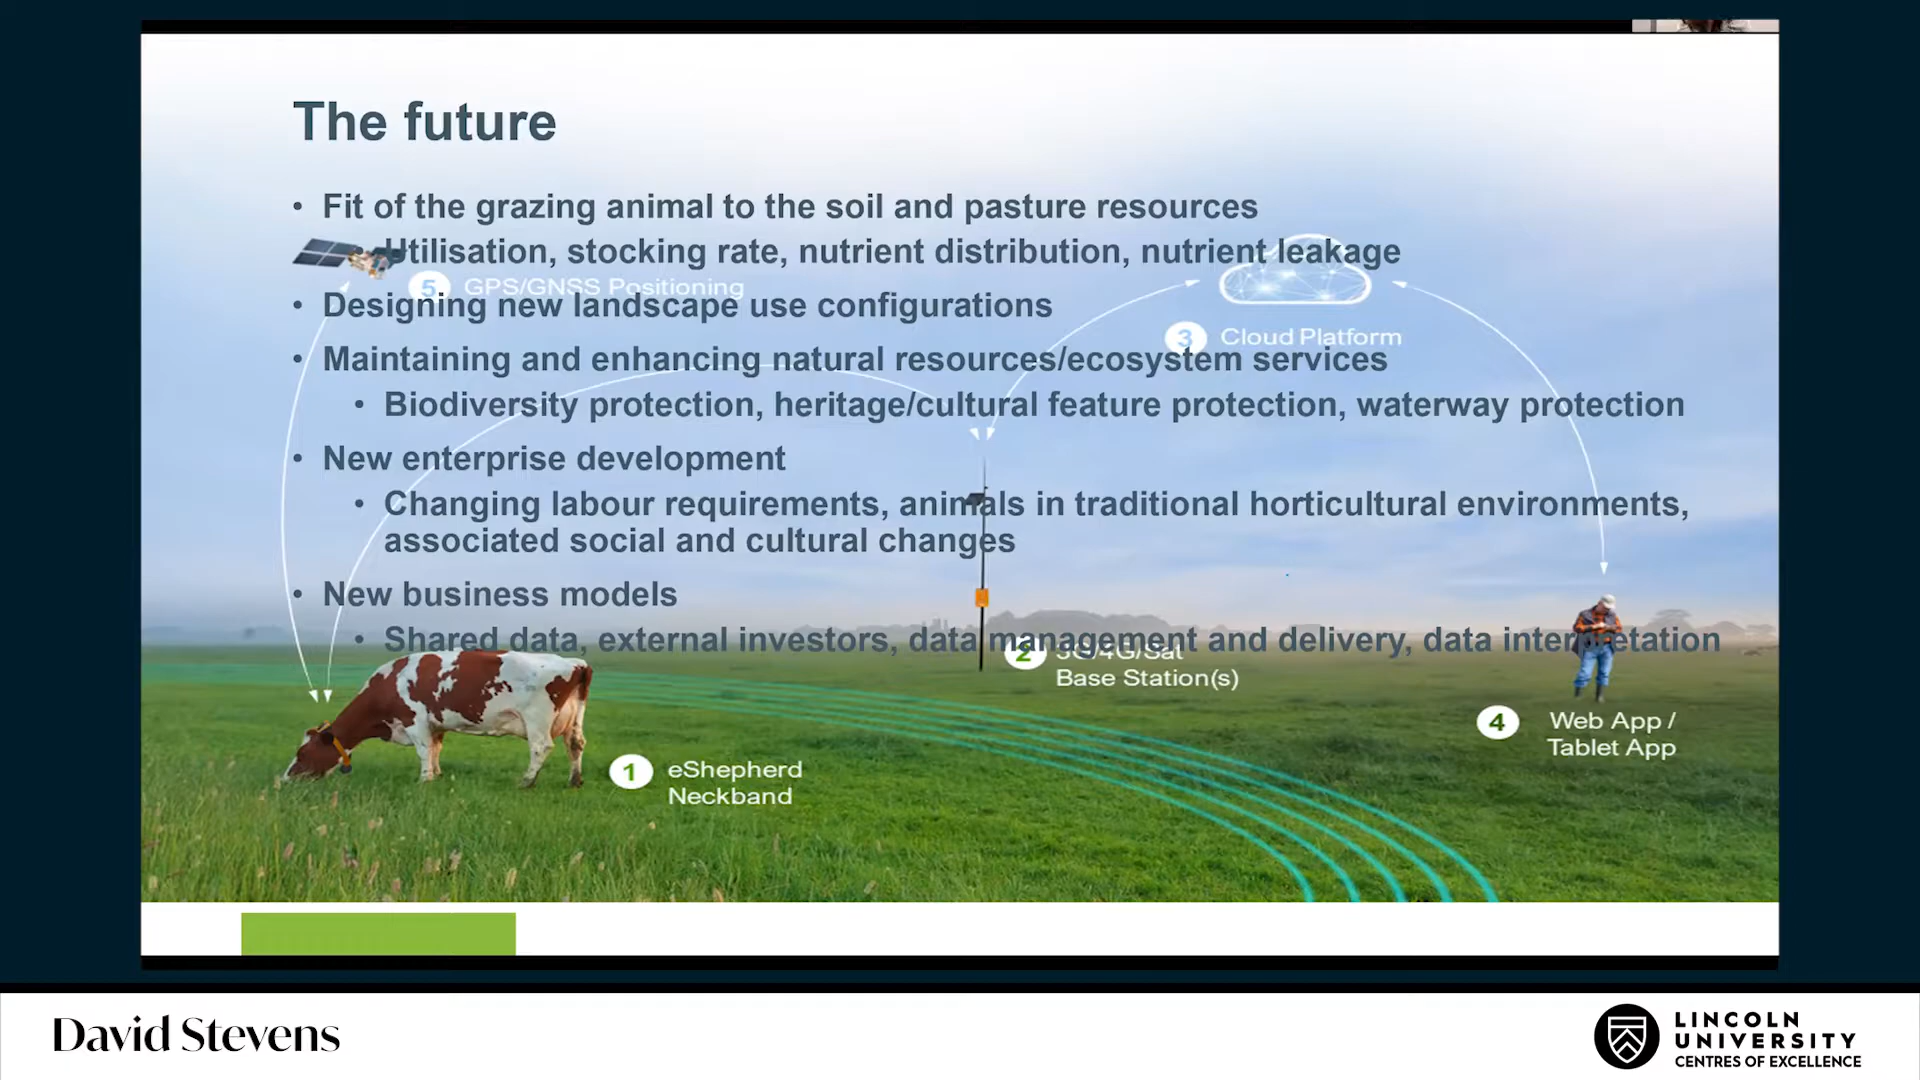 The future
• Fit of the grazing animal to the soil and pasture resources
Utilisation, stocking rate, nutrient distribution, nutrient leakage
5 GPS/GNSS Positioning
• Designing new landscape use configurations
3 Cloud Platform
• Maintaining and enhancing natural resources/ecosystem services
• Biodiversity protection, heritage/cultural feature protection, waterway protection
• New enterprise development
• Changing labour requirements, animals in traditional horticultural environments,
associated social and cultural changes
• New business models
• Shared data, external investors, data management and delivery, data interpretation
2 3G/4G/Sat
Base Station(s)
4 Web App /
Tablet App
1 eShepherd
Neckband
David Stevens
LINCOLN
UNIVERSITY
CENTRES OF EXCELLENCE